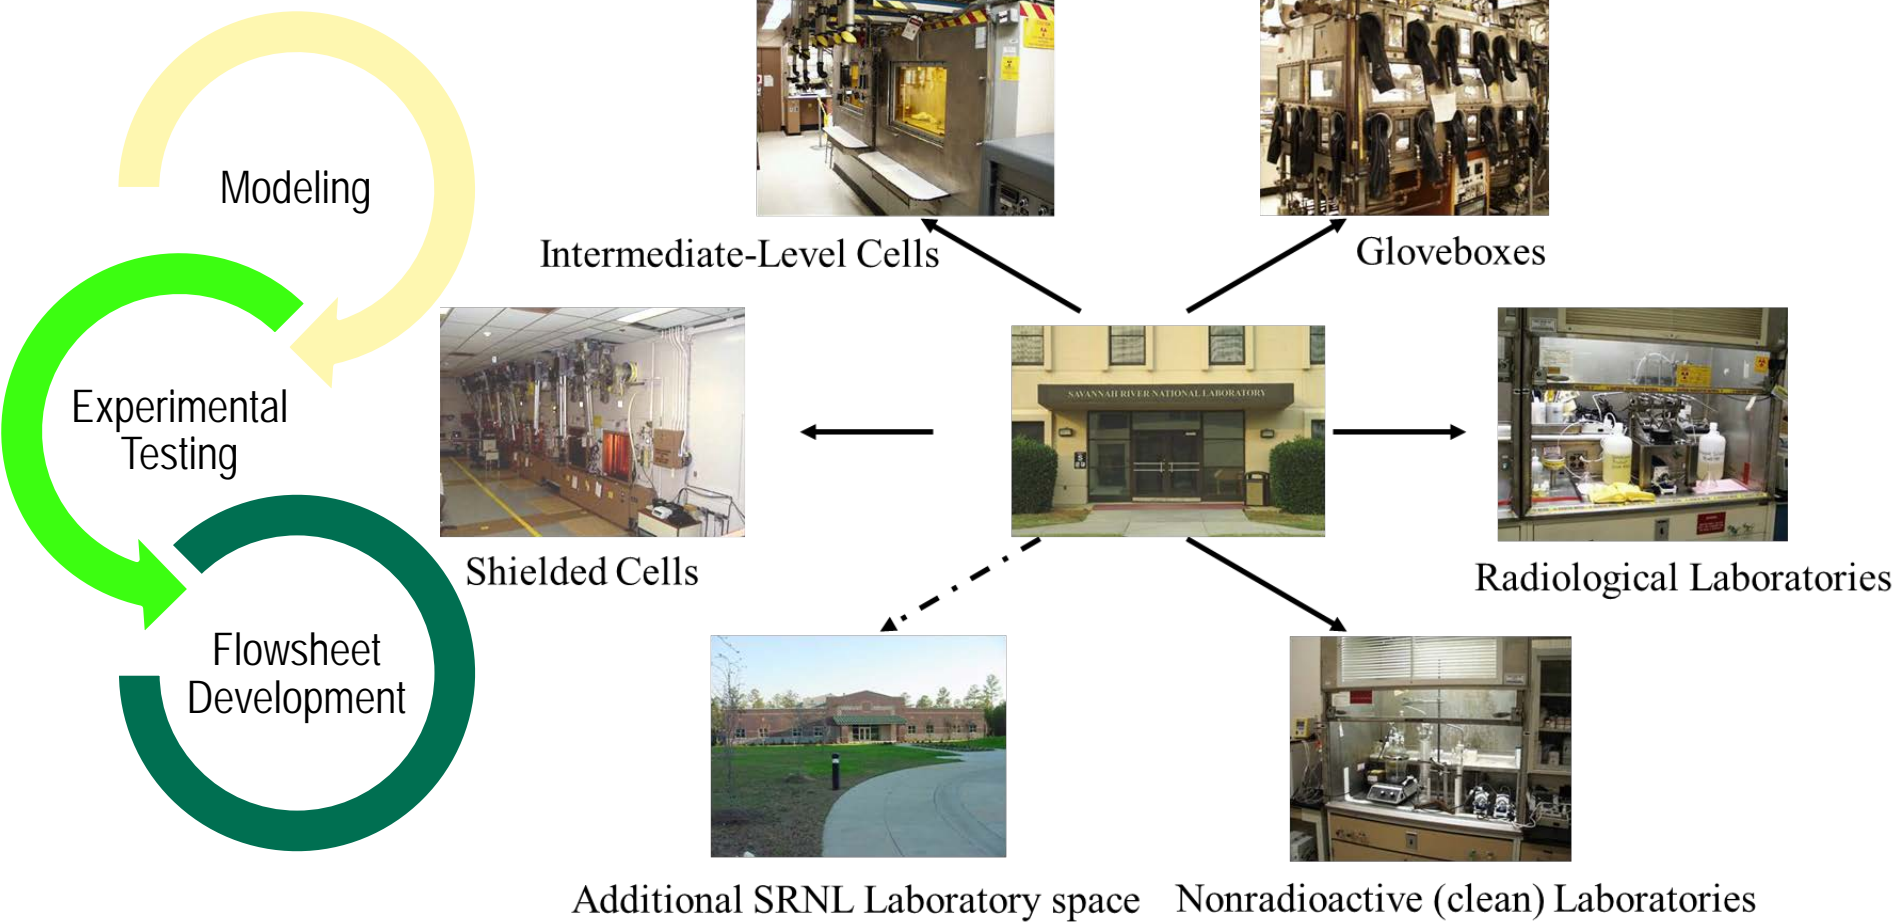 Modeling
Experimental
Testing
Flowsheet
Development
Intermediate-Level Cells
Gloveboxes
Shielded Cells
SAVANNAH RIVER NATIONAL LABORATORY
Radiological Laboratories
Additional SRNL Laboratory space
Nonradioactive (clean) Laboratories